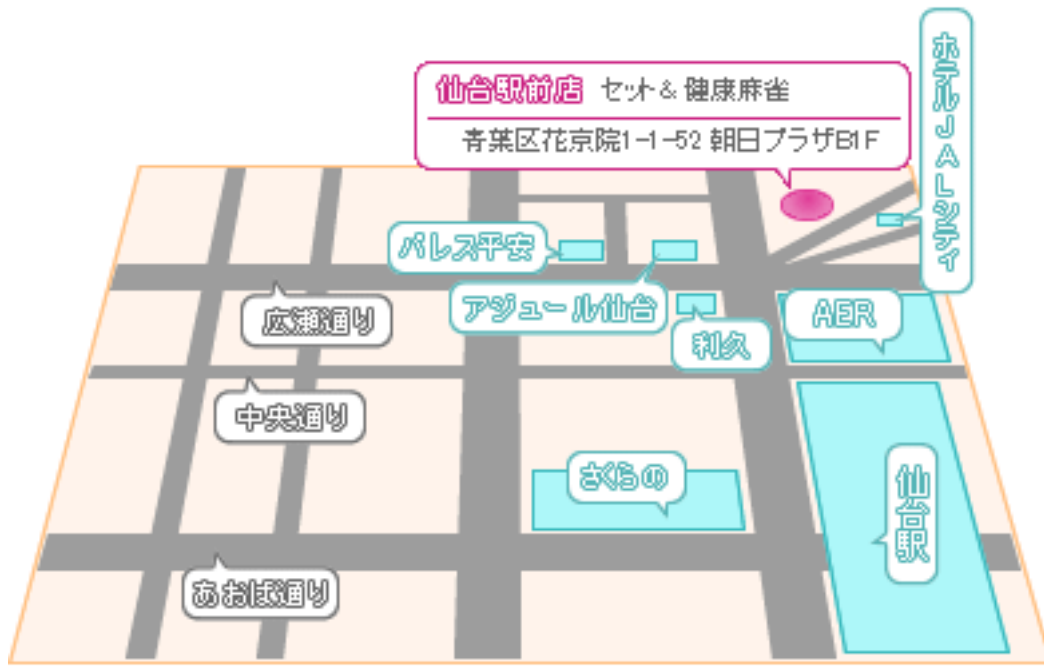 ホテルJALシティ
仙台駅前店 セット&健康麻雀
青葉区花京院1-1-52 朝日プラザB1F
パレス平安
アジュール仙台
広瀬通り
AER
利久
中央通り
さくらの
仙台駅
あおば通り